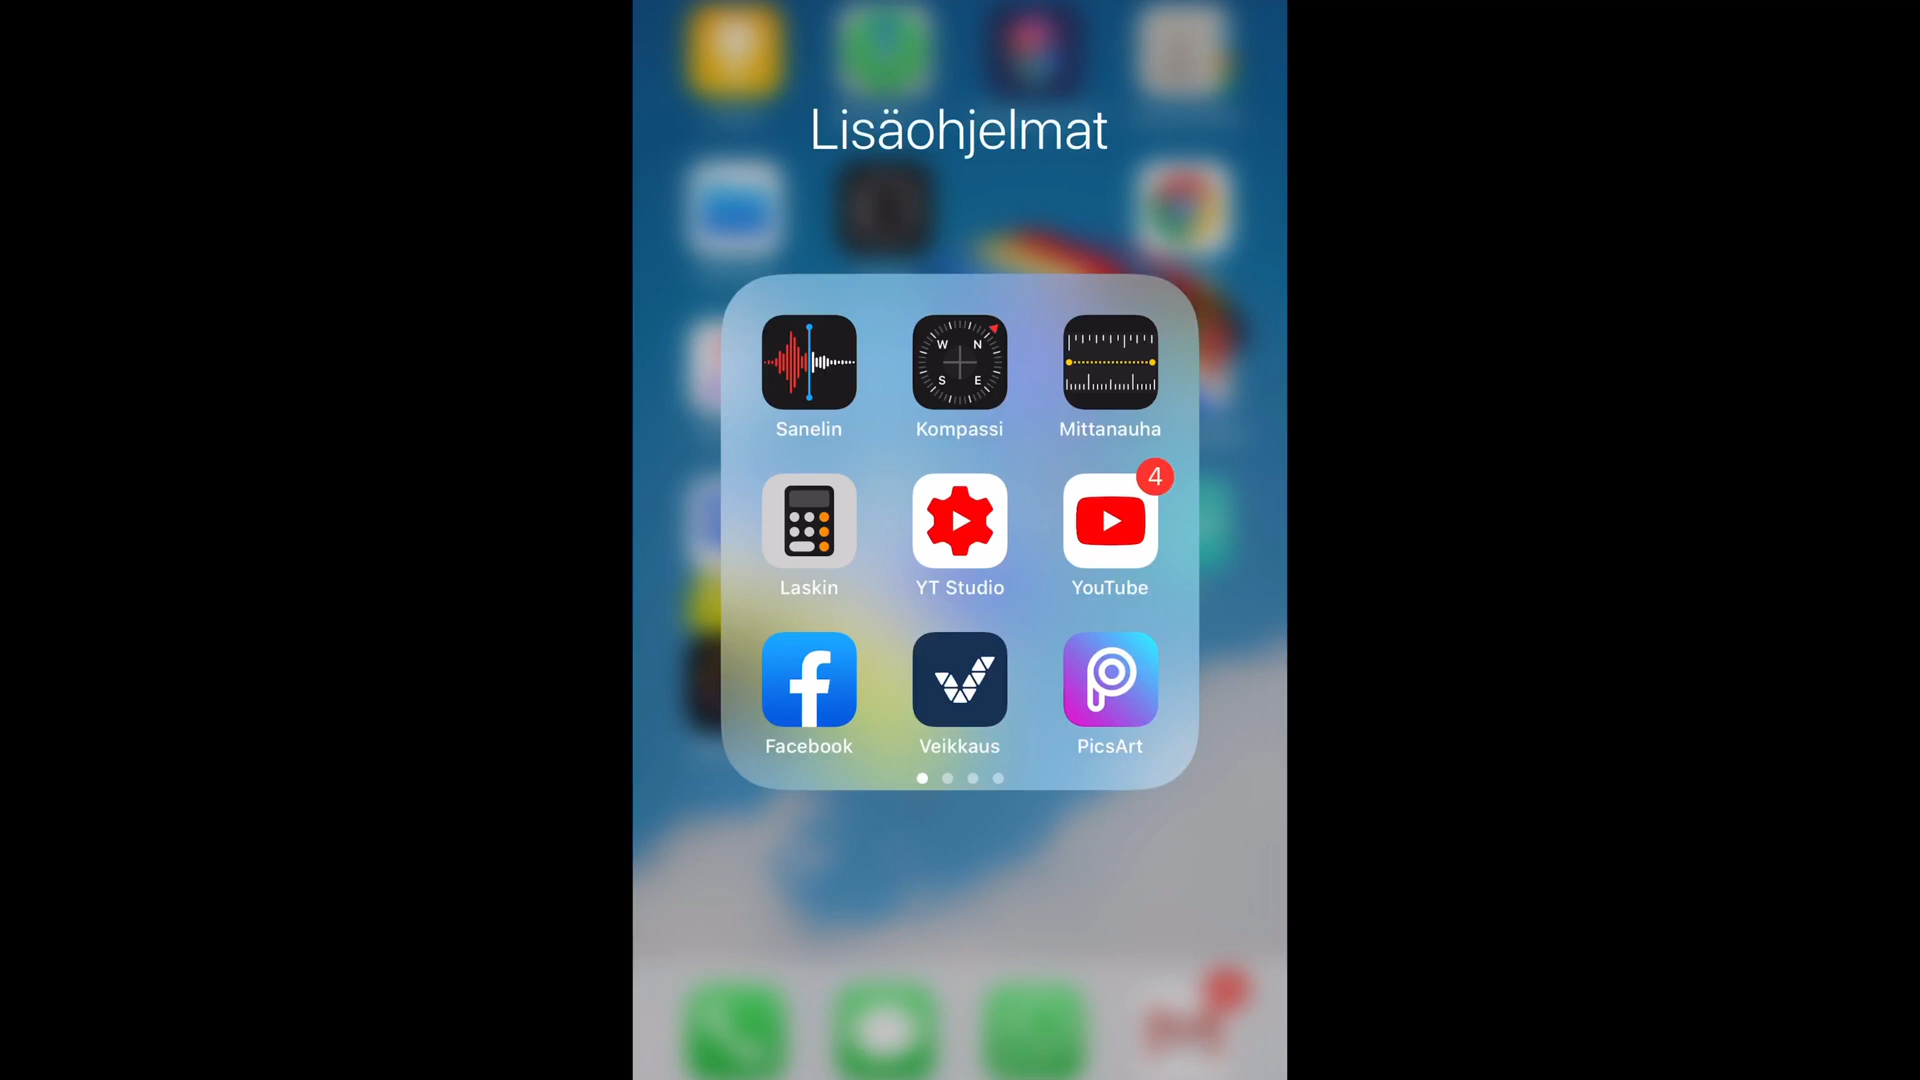 Lisäohjelmat
W N
S E
Sanelin Kompassi Mittanauha
4
Laskin YT Studio YouTube
Facebook Veikkaus PicsArt